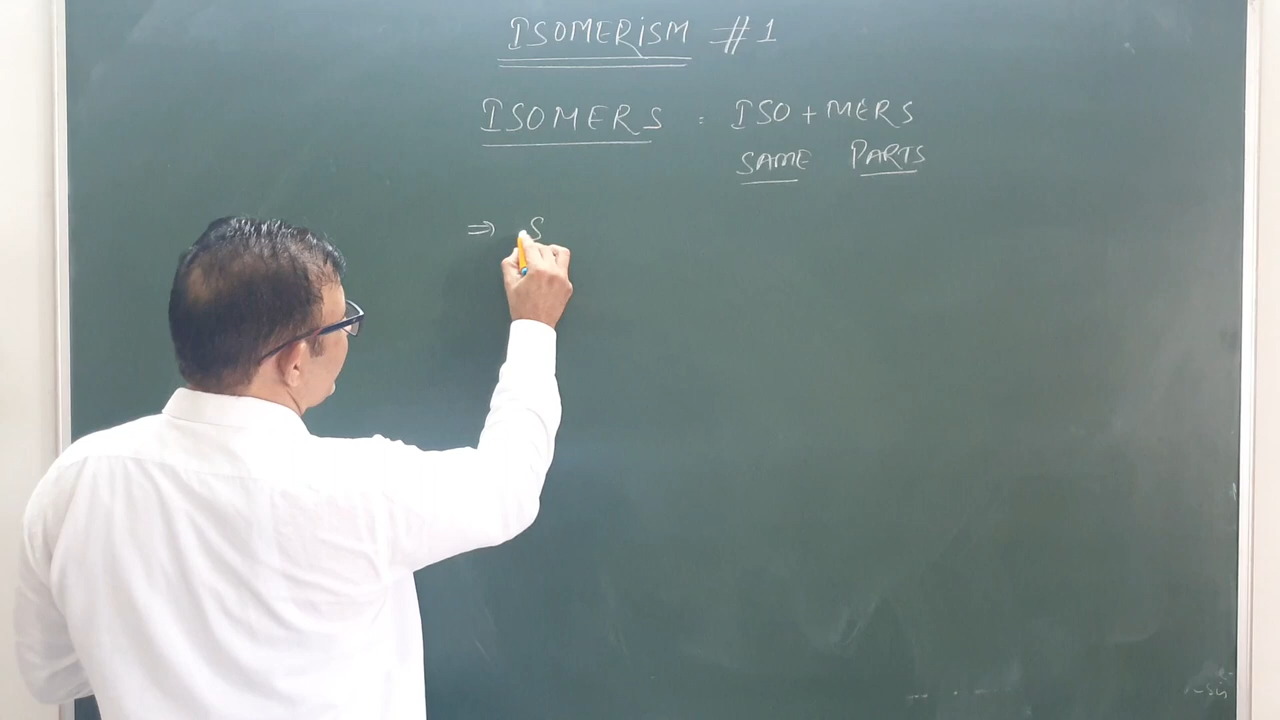 ISOMERiSM #1
ISOMERS = ISO + MERS
SAME PARTS
⇒ S